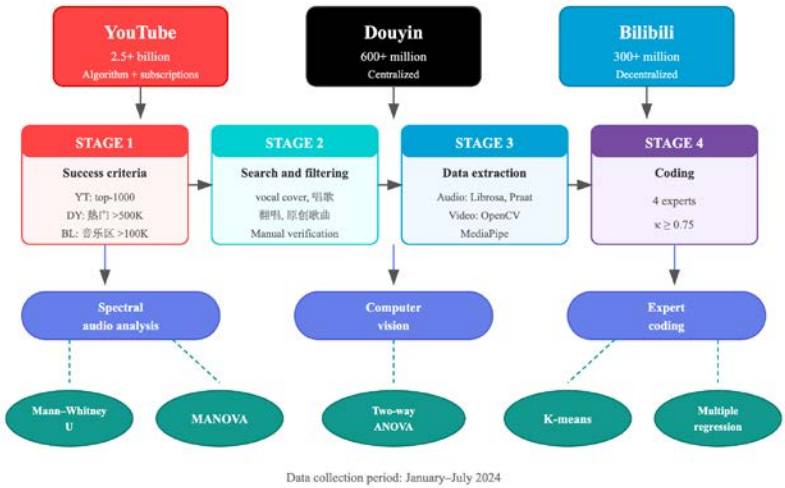 YouTube
2.5+ billion
Algorithm + subscriptions
Douyin
600+ million
Centralized
Bilibili
300+ million
Decentralized
STAGE 1
Success criteria
YT: top-1000
DY: 热门 >500K
BL: 音乐区 >100K
STAGE 2
Search and filtering
vocal cover, 唱歌
翻唱, 原创歌曲
Manual verification
STAGE 3
Data extraction
Audio: Librosa, Praat
Video: OpenCV
MediaPipe
STAGE 4
Coding
4 experts
κ ≥ 0.75
Spectral
audio analysis
Computer
vision
Expert
coding
Mann–Whitney
U
MANOVA
Two-way
ANOVA
K-means
Multiple
regression
Data collection period: January–July 2024